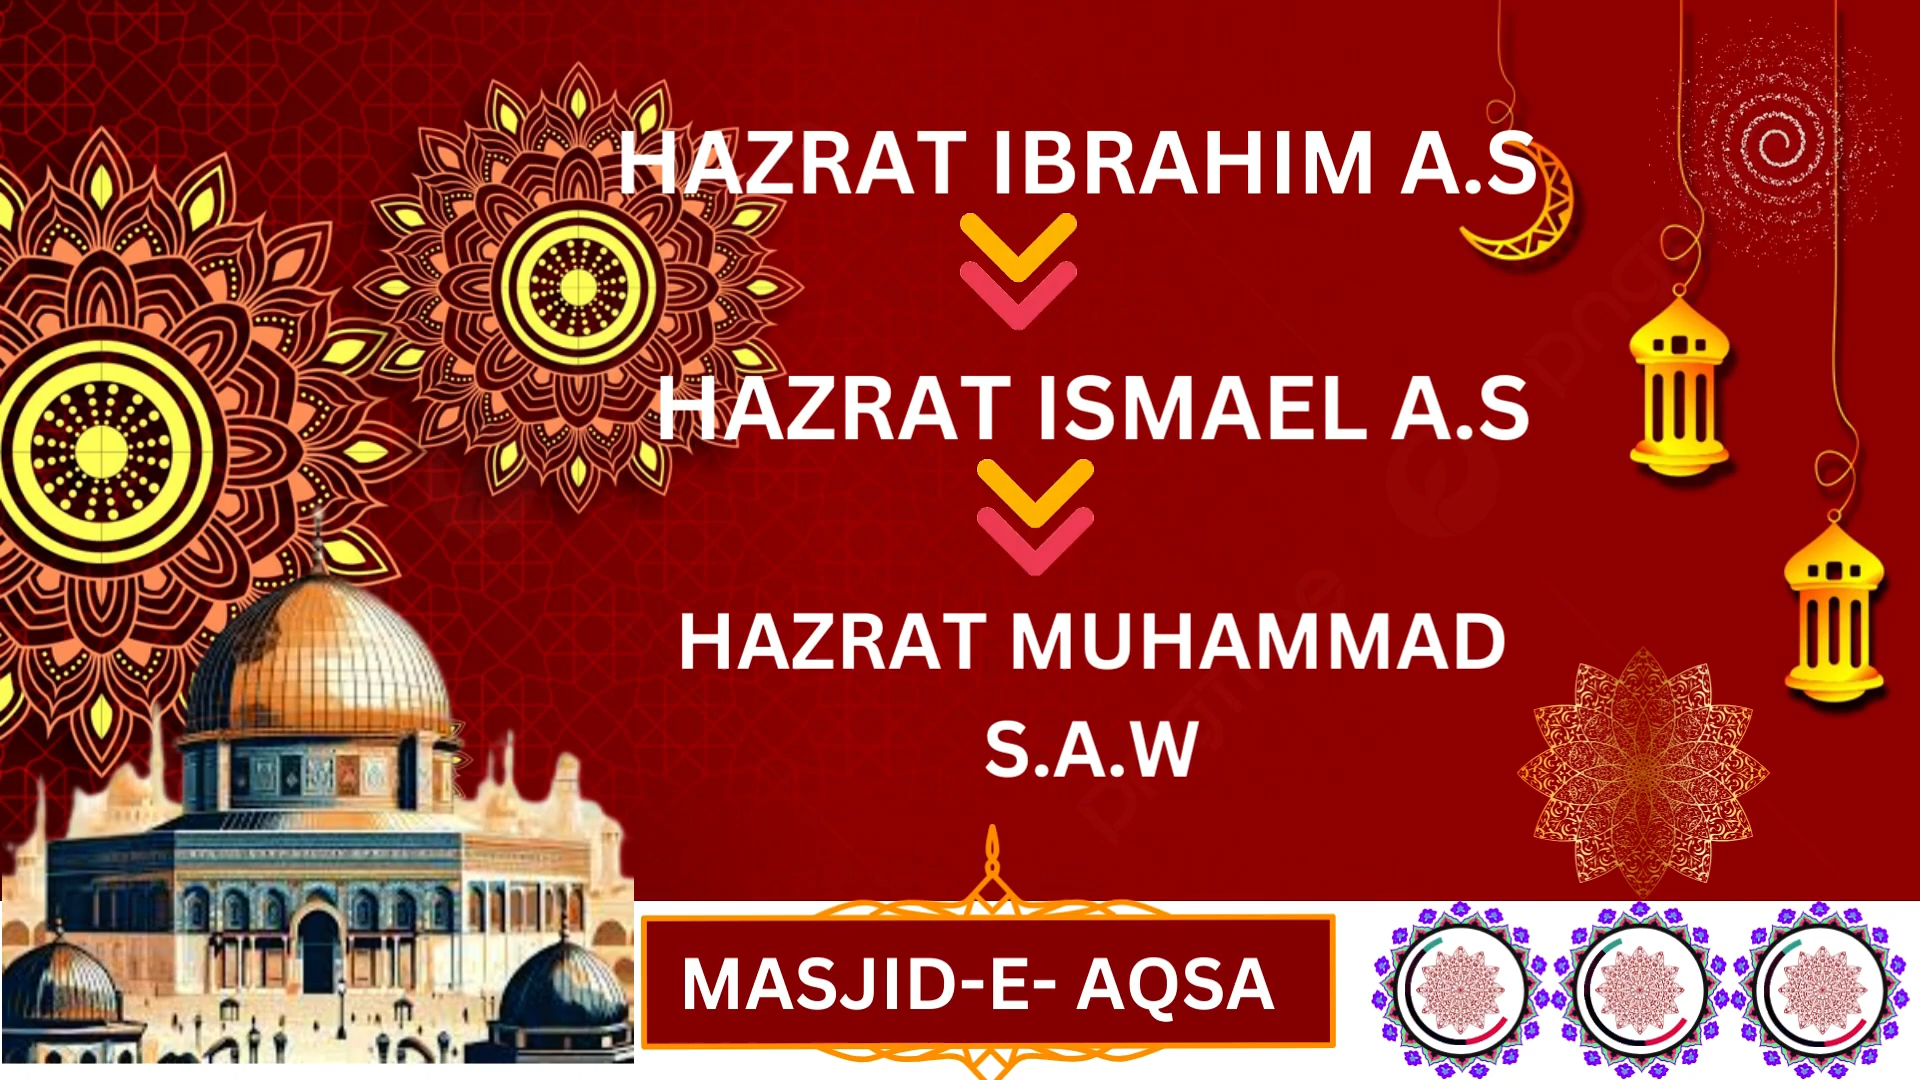 HAZRAT IBRAHIM A.S
HAZRAT ISMAEL A.S
HAZRAT MUHAMMAD
S.A.W
MASJID-E- AQSA